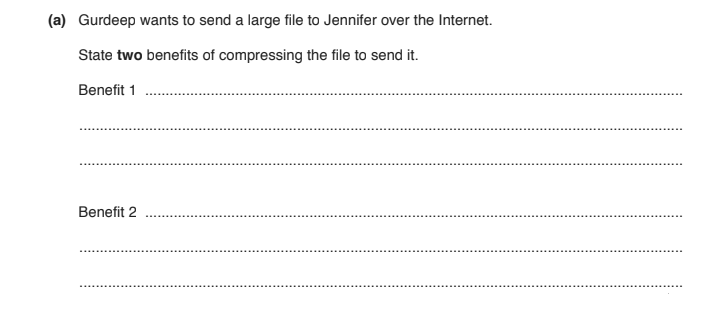 (a) Gurdeep wants to send a large file to Jennifer over the Internet.
State two benefits of compressing the file to send it.
Benefit 1 ..............................................................................................................................
..............................................................................................................................
..............................................................................................................................
Benefit 2 ..............................................................................................................................
..............................................................................................................................
..............................................................................................................................